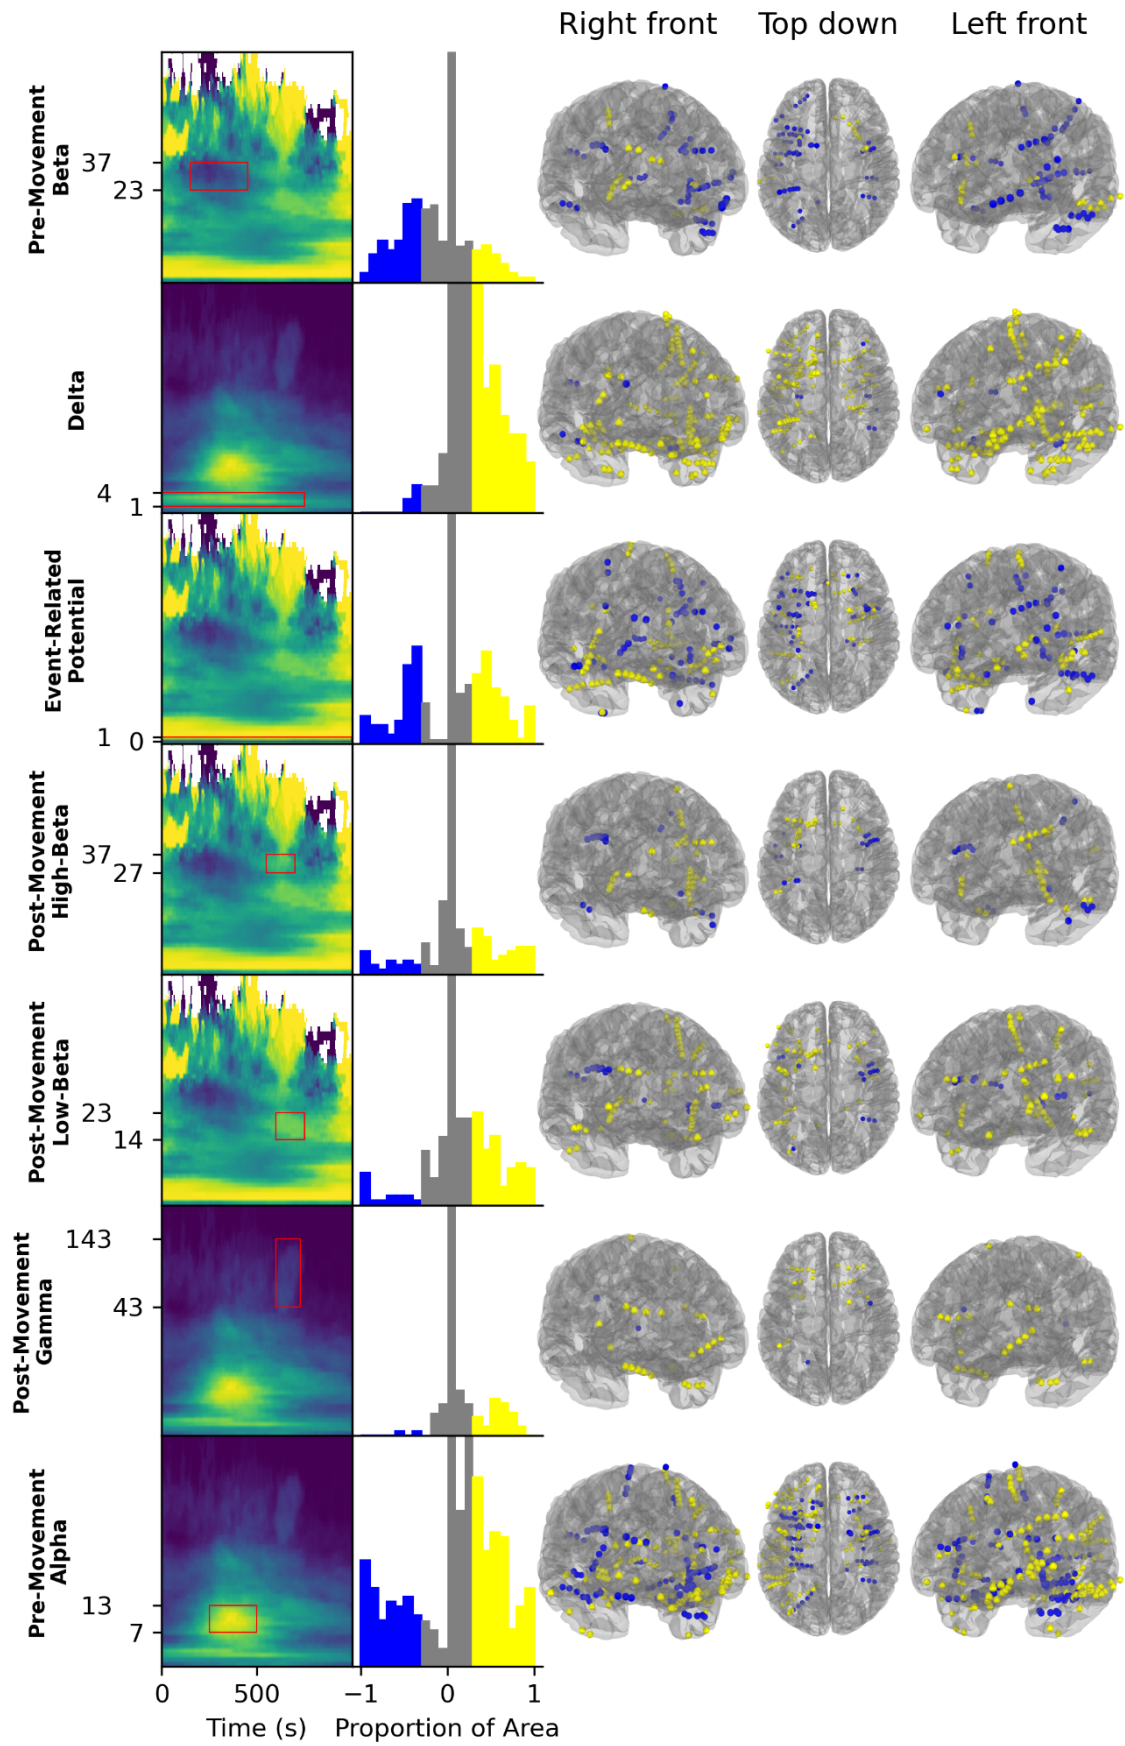 Right front Top down Left front
Pre-Movement
Beta
37
23
Delta
4
1
Event-Related
Potential
1 0
Post-Movement
High-Beta
37
27
Post-Movement
Low-Beta
23
14
Post-Movement
Gamma
143
43
Pre-Movement
Alpha
13
7
0 500 −1 0 1
Time (s) Proportion of Area